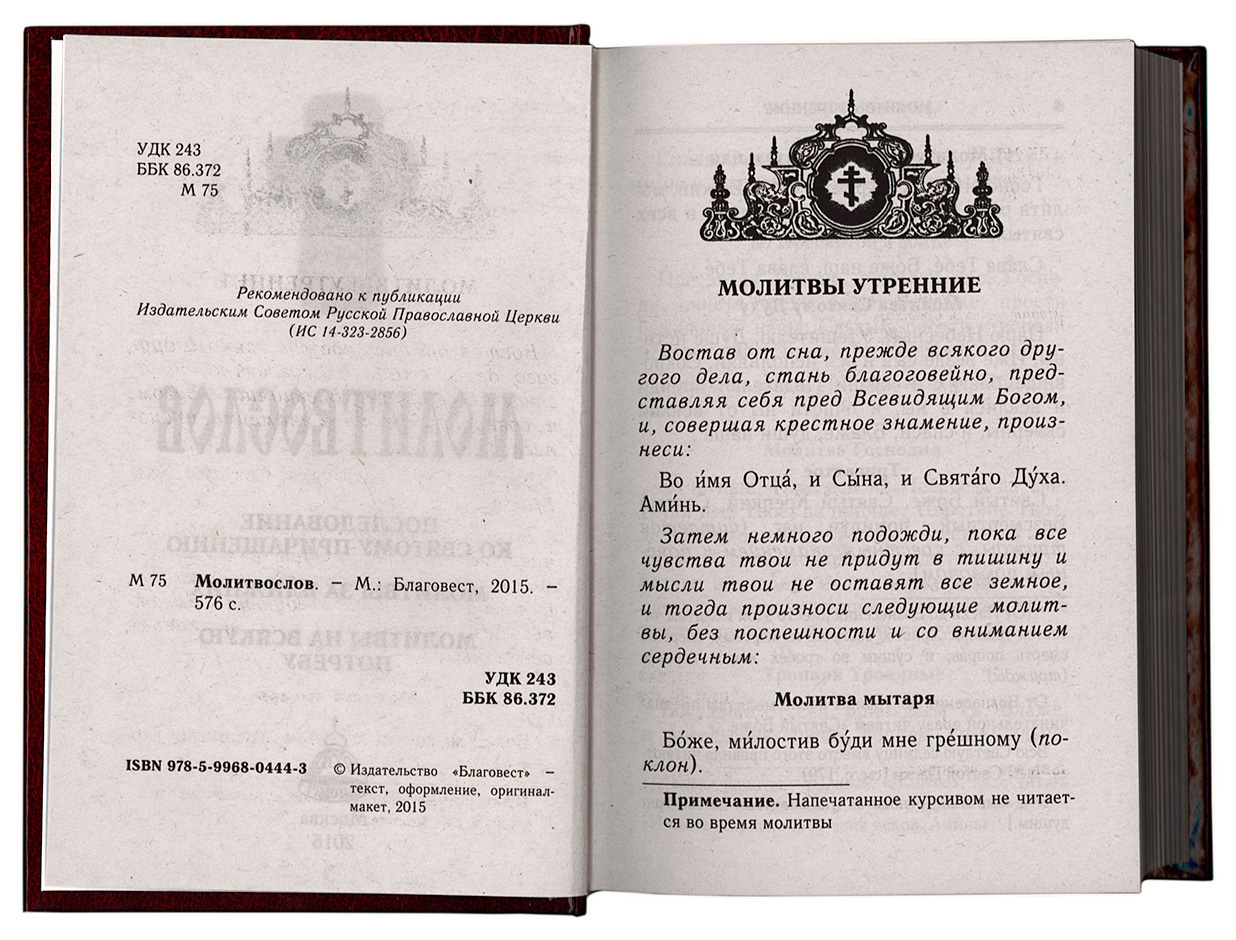 УДК 243
ББК 86.372
М 75
Рекомендовано к публикации
Издательским Советом Русской Православной Церкви
(ИС 14-323-2856)
М 75 Молитвослов. – М.: Благовест, 2015. –
576 с.
УДК 243
ББК 86.372
ISBN 978-5-9968-0444-3 © Издательство «Благовест» –
текст, оформление, оригинал-
макет, 2015
МОЛИТВЫ УТРЕННИЕ
Востав от сна, прежде всякого дру-
гого дела, стань благоговейно, пред-
ставляя себя пред Всевидящим Богом,
и, совершая крестное знамение, произ-
неси:
Во и́мя Отца́, и Сы́на, и Свята́го Ду́ха.
Ами́нь.
Затем немного подожди, пока все
чувства твои не придут в тишину и
мысли твои не оставят все земное,
и тогда произноси следующие молит-
вы, без поспешности и со вниманием
сердечным:
Молитва мытаря
Бо́же, ми́лостив бу́ди мне гре́шному (по-
клон).
Примечание. Напечатанное курсивом не читает-
ся во время молитвы